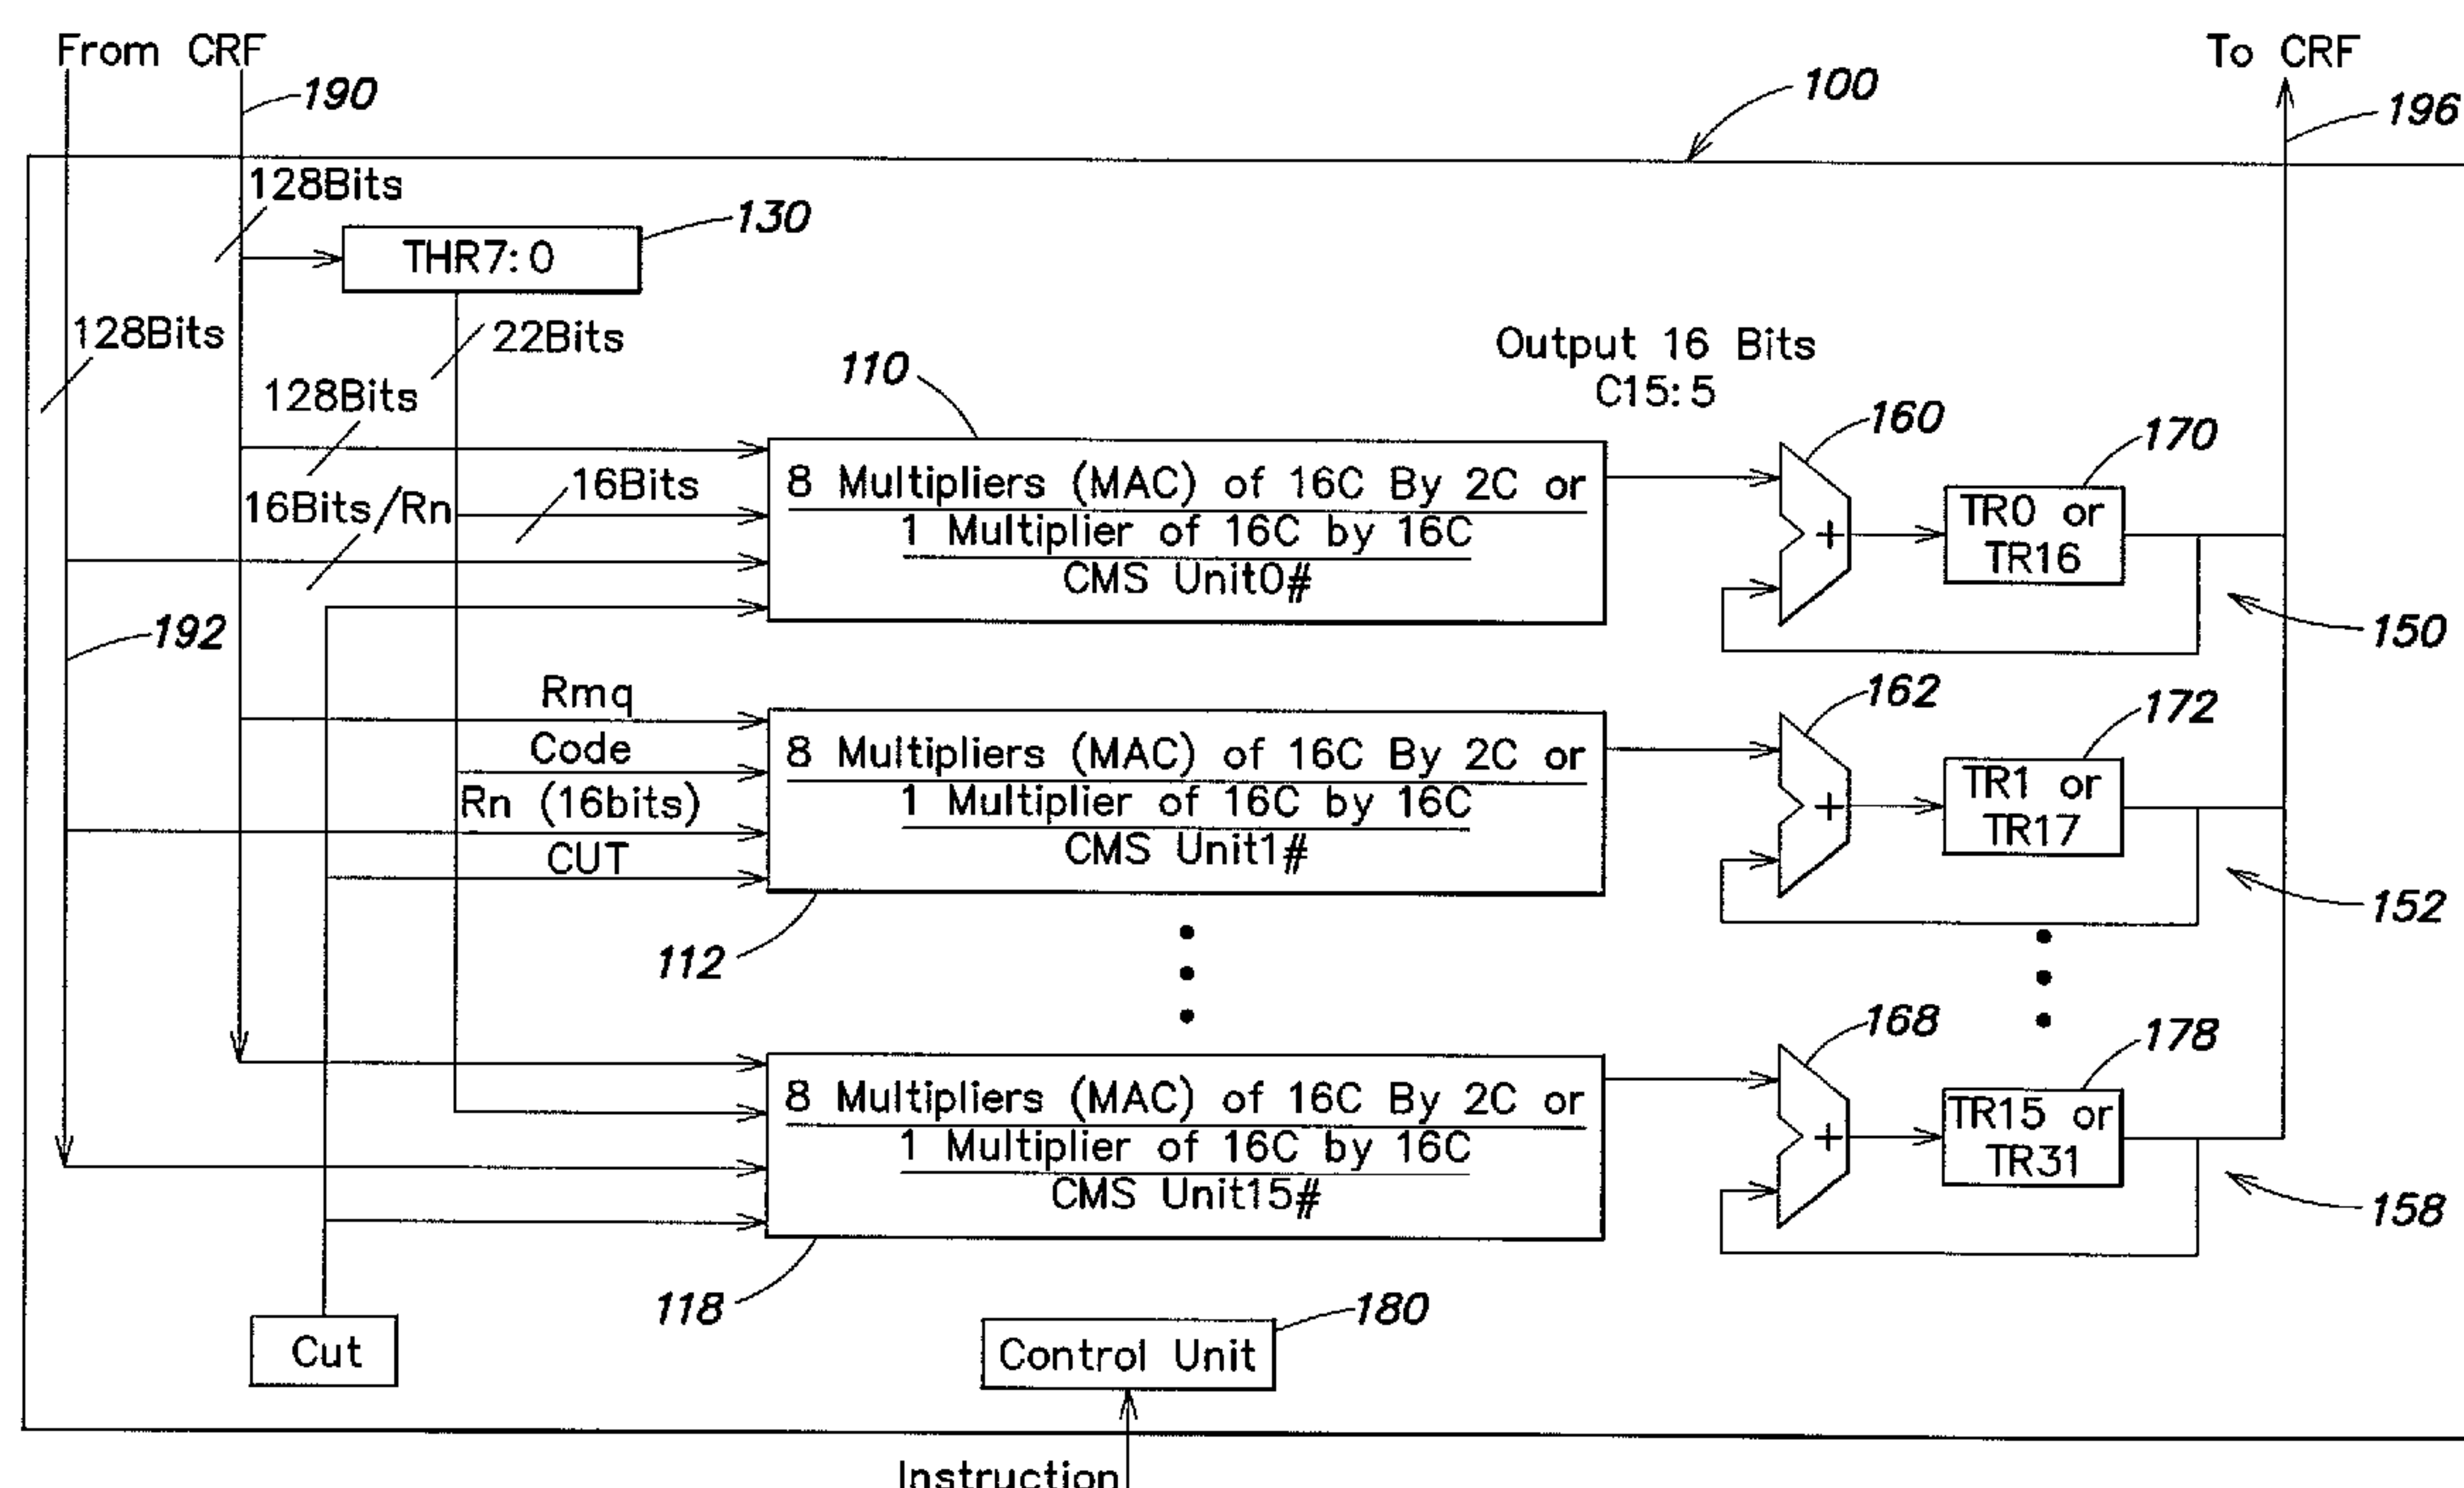 From CRF
To CRF
190
100
196
128Bits
130
THR7:0
128Bits
22Bits
Output 16 Bits
C15:5
110
128Bits
160
170
16Bits/Rn
16Bits
8 Multipliers (MAC) of 16C By 2C or
1 Multiplier of 16C by 16C
CMS Unit0#
+
TR0 or
TR16
192
150
Rmq
Code
Rn (16bits)
CUT
162
172
8 Multipliers (MAC) of 16C By 2C or
1 Multiplier of 16C by 16C
CMS Unit1#
+
TR1 or
TR17
152
112
168
178
8 Multipliers (MAC) of 16C By 2C or
1 Multiplier of 16C by 16C
CMS Unit15#
+
TR15 or
TR31
158
118
180
Cut
Control Unit
Instruction